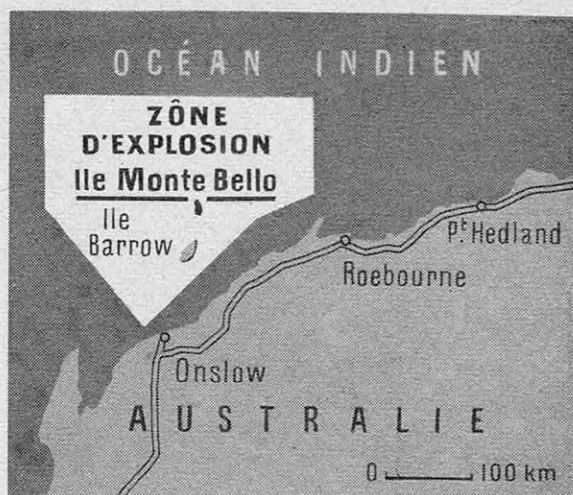 OCÉAN INDIEN
ZÔNE
D'EXPLOSION
Ile Monte Bello
Ile
Barrow
Pt Hedland
Roebourne
Onslow
AUSTRALIE
0 100 km